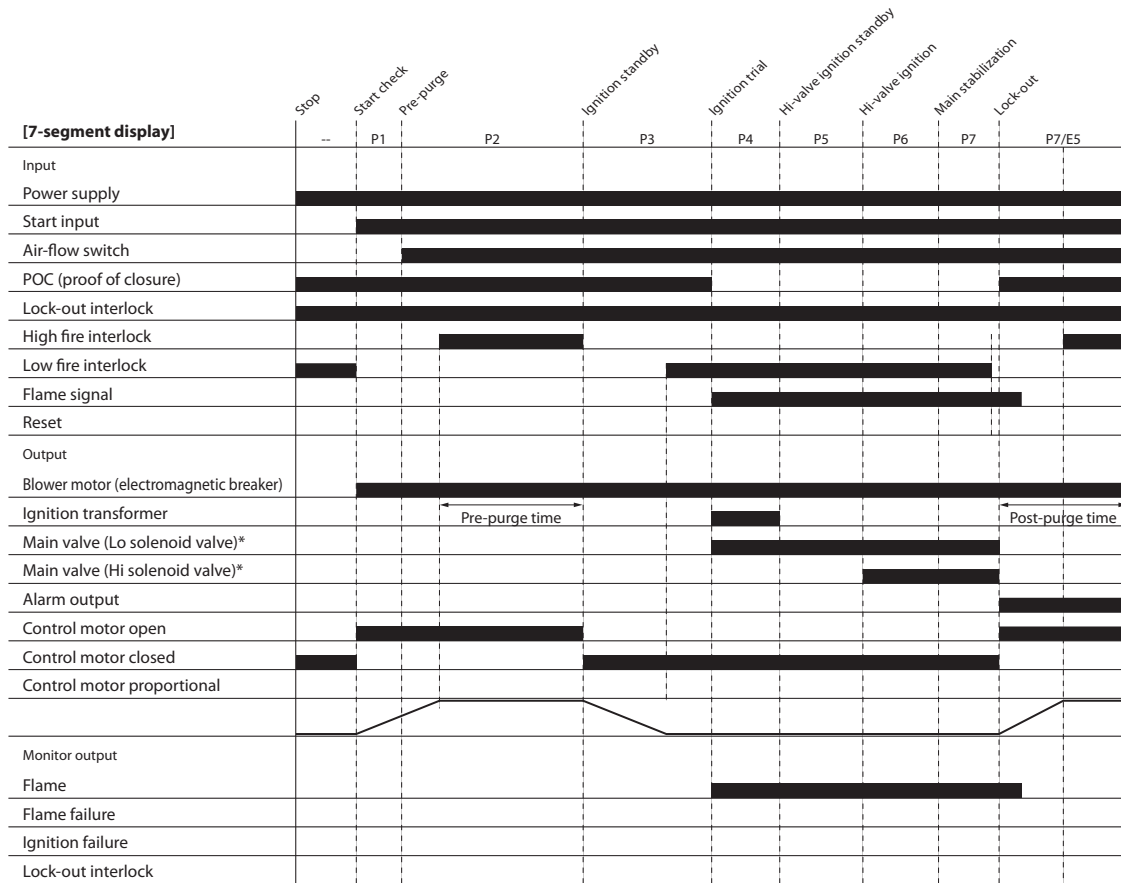 Stop
Start check
Pre-purge
Ignition standby
Ignition trial
Hi-valve ignition standby
Hi-valve ignition
Main stabilization
Lock-out
[7-segment display] -- P1 P2 P3 P4 P5 P6 P7 P7/E5
Input
Power supply
Start input
Air-flow switch
POC (proof of closure)
Lock-out interlock
High fire interlock
Low fire interlock
Flame signal
Reset
Output
Blower motor (electromagnetic breaker)
Ignition transformer Pre-purge time Post-purge time
Main valve (Lo solenoid valve)*
Main valve (Hi solenoid valve)*
Alarm output
Control motor open
Control motor closed
Control motor proportional
Monitor output
Flame
Flame failure
Ignition failure
Lock-out interlock